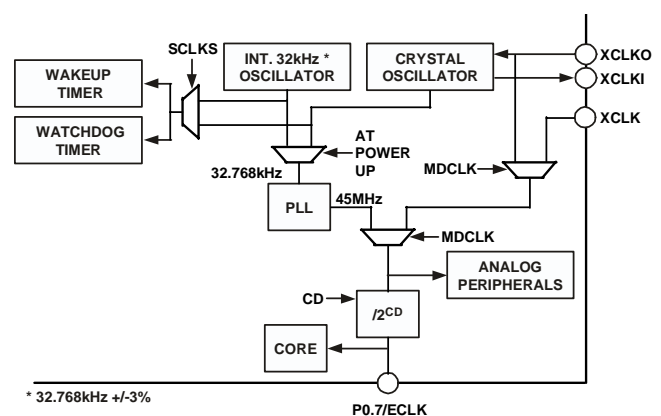 SCLKS
INT. 32kHz *
OSCILLATOR
CRYSTAL
OSCILLATOR
XCLKO
XCLKI
XCLK
WAKEUP
TIMER
WATCHDOG
TIMER
AT
POWER
UP
MDCLK
32.768kHz
PLL
45MHz
MDCLK
ANALOG
PERIPHERALS
CD
/2CD
CORE
* 32.768kHz +/-3%
P0.7/ECLK